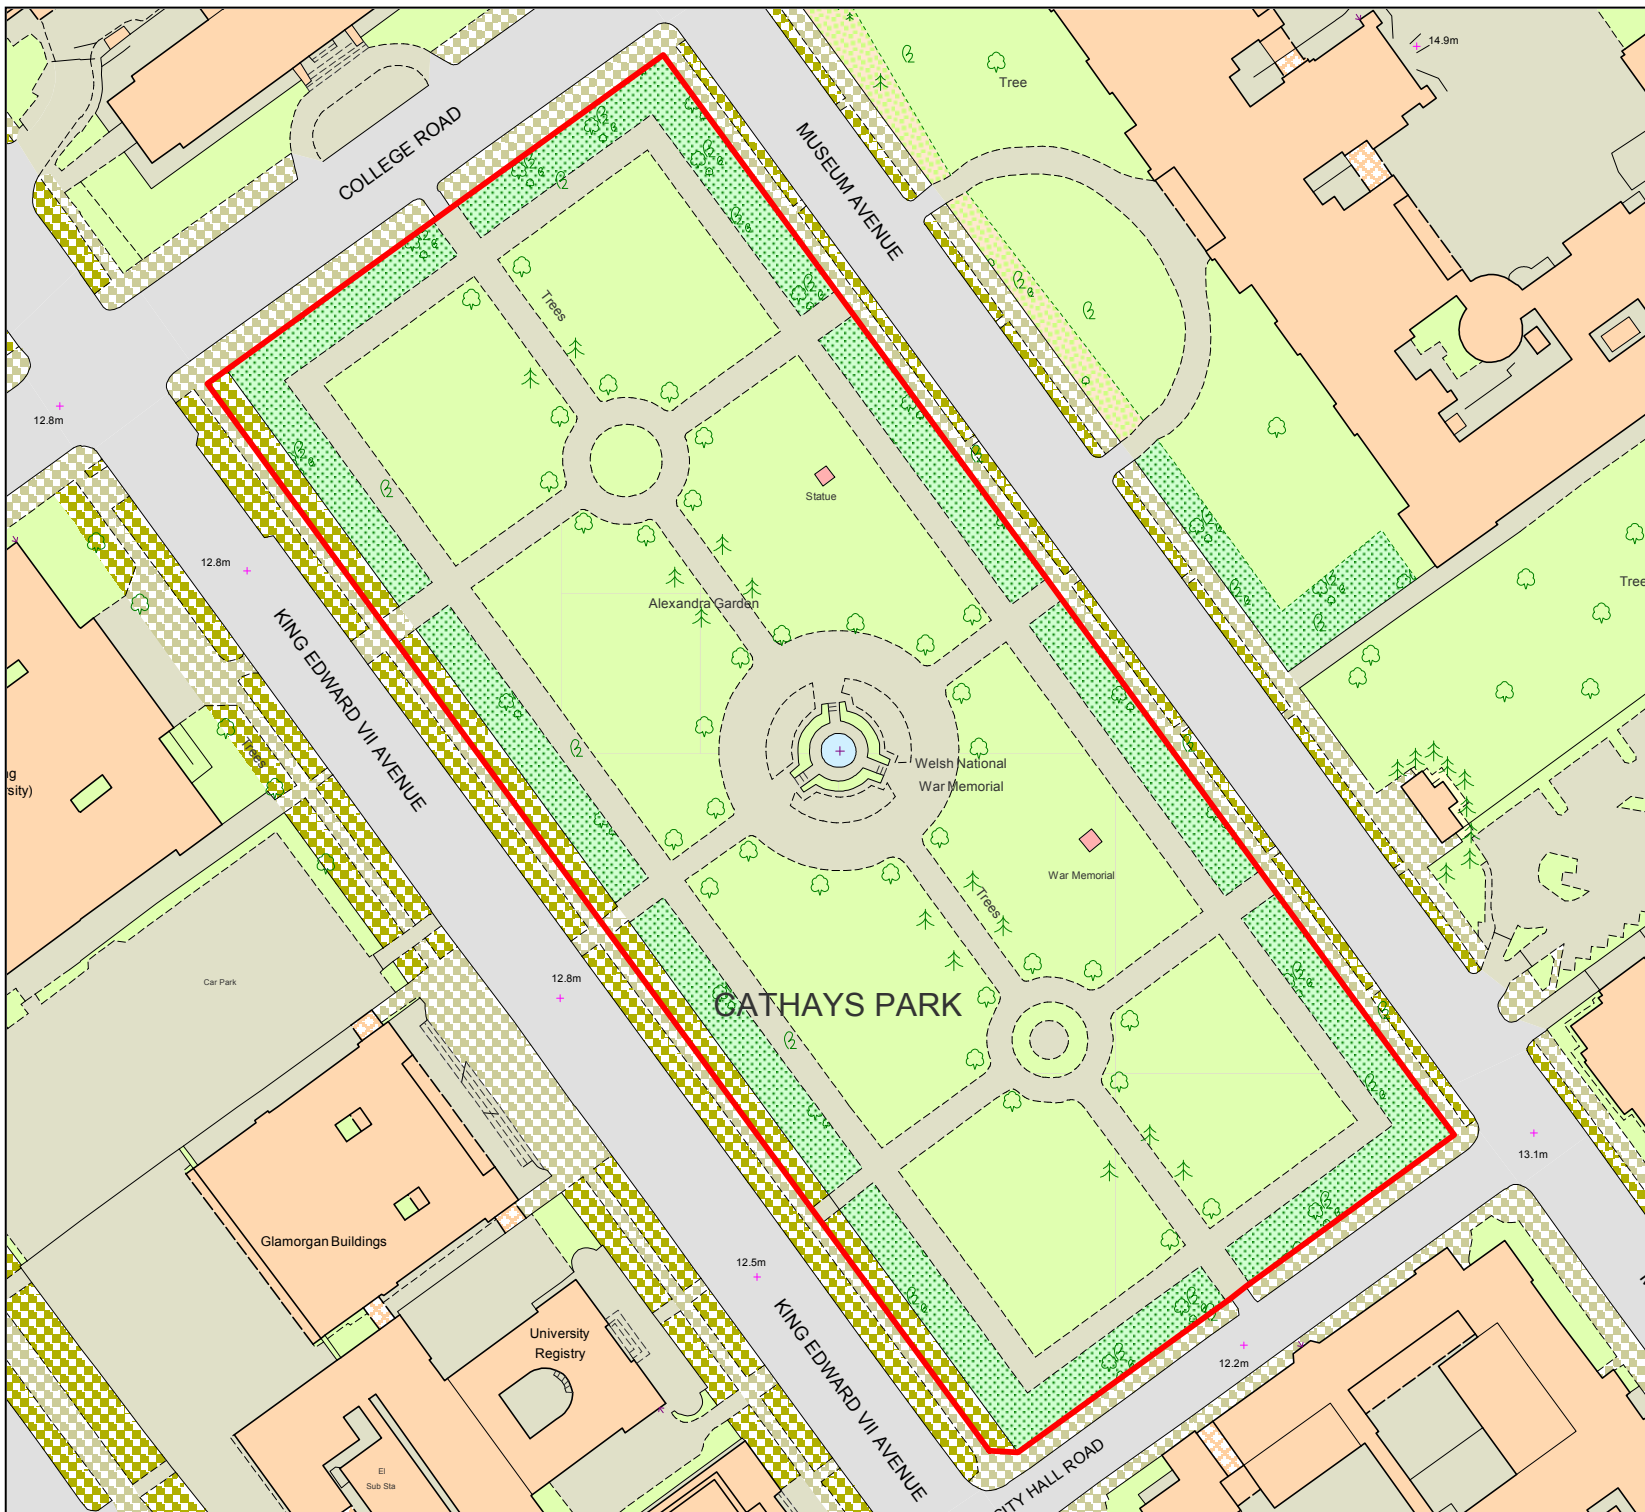 14.9m
Tree
COLLEGE ROAD
MUSEUM AVENUE
Trees
12.8m
Statue
12.8m
Tree
Alexandra Garden
KING EDWARD VII AVENUE
Trees
Welsh National
War Memorial
War Memorial
Trees
Car Park
12.8m
CATHAYS PARK
13.1m
Glamorgan Buildings
12.5m
University
Registry
KING EDWARD VII AVENUE
12.2m
CITY HALL ROAD
El
Sub Sta
rsity)